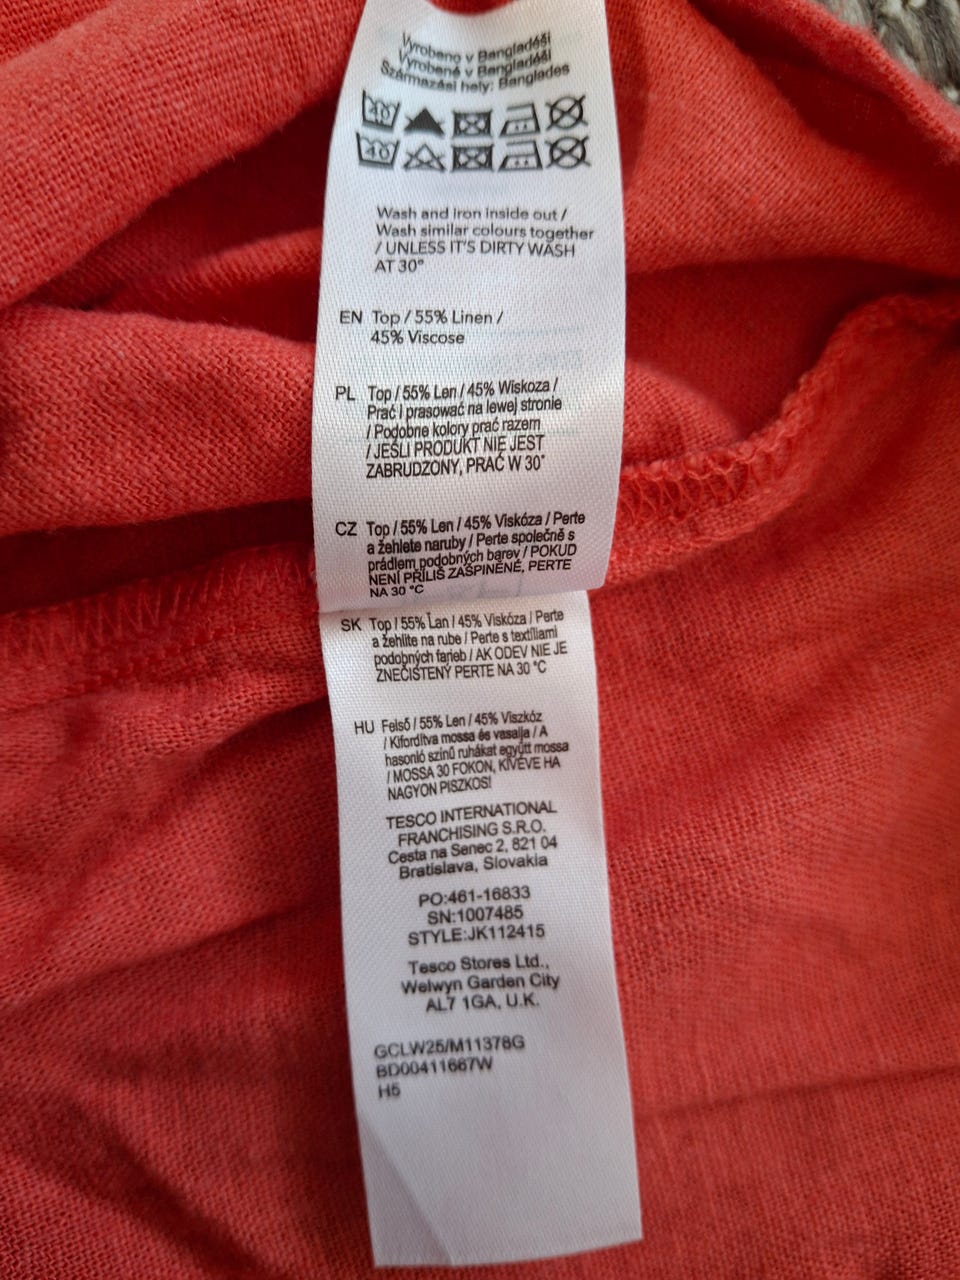 Vyrobeno v Bangladéši
Vyrobené v Bangladéši
Származási hely: Banglades
40
40
Wash and Iron inside out /
Wash similar colours together
/ UNLESS IT'S DIRTY WASH
AT 30°
EN Top / 55% Linen /
45% Viscose
PL Top / 55% Len / 45% Wiskoza /
Prać i prasować na lewej stronie
/ Podobne kolory prać razem
/ JEŚLI PRODUKT NIE JEST
ZABRUDZONY, PRAĆ W 30°
CZ Top / 55% Len / 45% Viskóza / Perte
a žehlete naruby / Perte společně s
prádlem podobných barev / POKUD
NENÍ PŘÍLIŠ ZAŠPINĚNÉ, PERTE
NA 30 °C
SK Top / 55% Ľan / 45% Viskóza / Perte
a žehlite na rube / Perte s textíliami
podobných farieb / AK ODEV NIE JE
ZNEČISTENÝ PERTE NA 30 °C
HU Felső / 55% Len / 45% Viszkóz
/ Kifordítva mossa és vasalja / A
hasonló színű ruhákat együtt mossa
/ MOSSA 30 FOKON, KIVÉVE HA
NAGYON PISZKOS!
TESCO INTERNATIONAL
FRANCHISING S.R.O.
Cesta na Senec 2, 821 04
Bratislava, Slovakia
PO:461-16833
SN:1007485
STYLE:JK112415
Tesco Stores Ltd.,
Welwyn Garden City
AL7 1GA, U.K.
GCLW25/M11378G
BD00411667W
H5